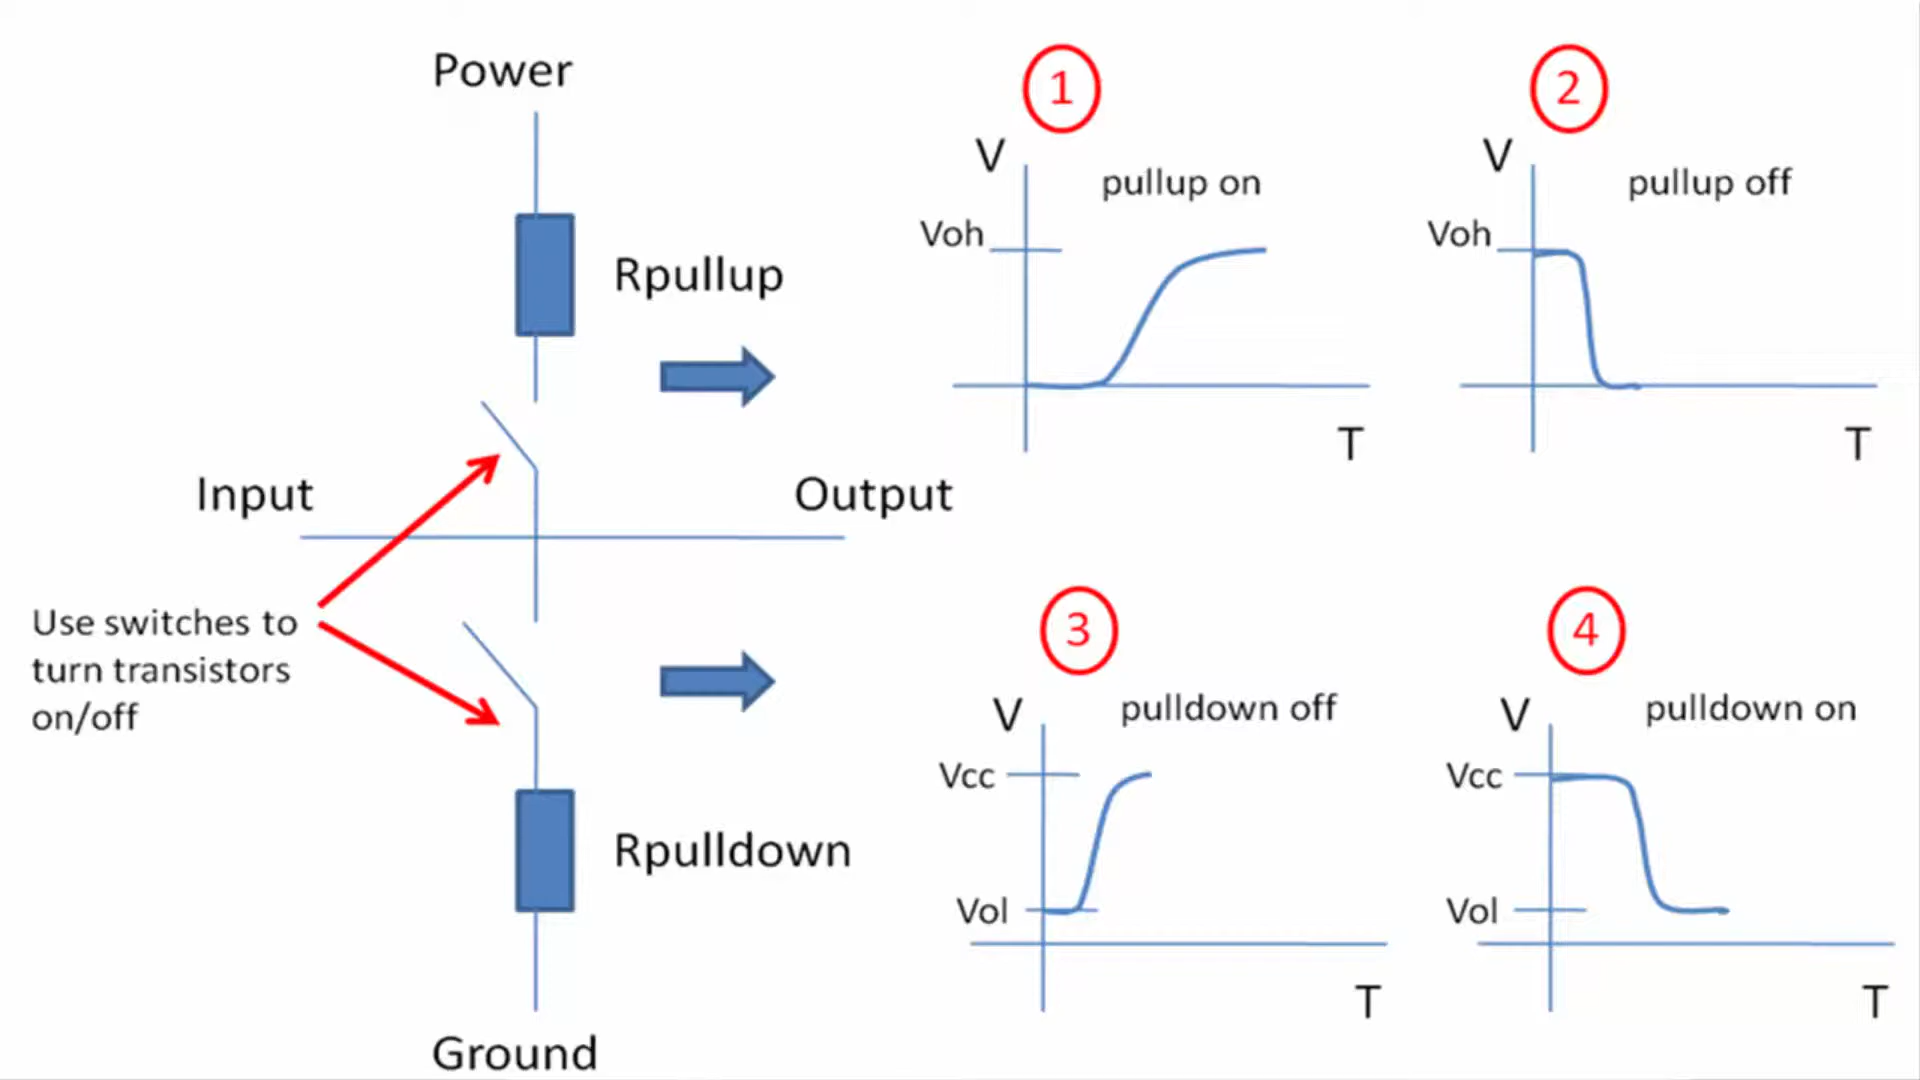 Power
Rpullup
Input
Output
Use switches to
turn transistors
on/off
Rpulldown
Ground
1
V
pullup on
Voh
T
2
V
pullup off
Voh
T
3
V
pulldown off
Vcc
Vol
T
4
V
pulldown on
Vcc
Vol
T